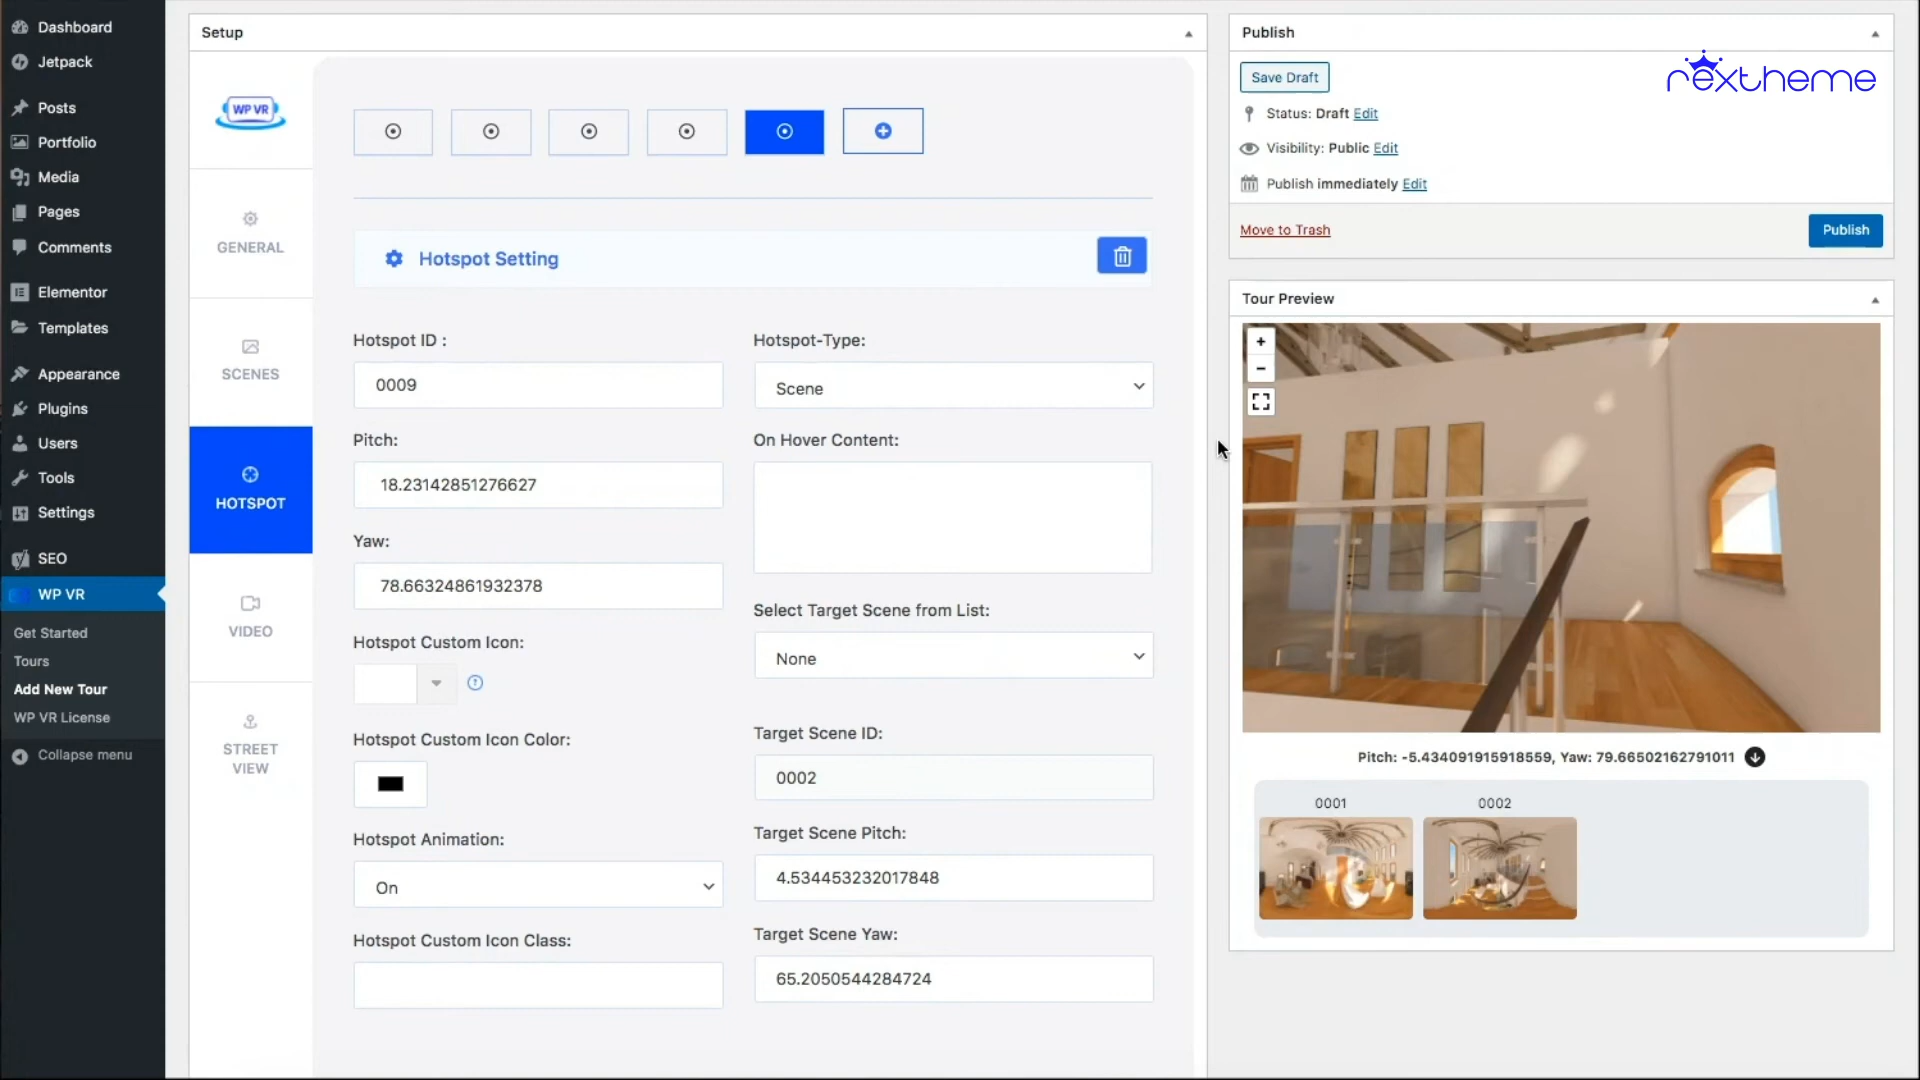 Dashboard
Jetpack
Posts
Portfolio
Media
Pages
Comments
Elementor
Templates
Appearance
Plugins
Users
Tools
Settings
SEO
WP VR
Get Started
Tours
Add New Tour
WP VR License
Collapse menu
Setup
WP VR
GENERAL
SCENES
HOTSPOT
VIDEO
STREET
VIEW
Hotspot Setting
Hotspot ID :
0009
Pitch:
18.23142851276627
Yaw:
78.66324861932378
Hotspot Custom Icon:
Hotspot Custom Icon Color:
Hotspot Animation:
On
Hotspot Custom Icon Class:
Hotspot-Type:
Scene
On Hover Content:
Select Target Scene from List:
None
Target Scene ID:
0002
Target Scene Pitch:
4.534453232017848
Target Scene Yaw:
65.2050544284724
Publish
rextheme
Save Draft
Status: Draft Edit
Visibility: Public Edit
Publish immediately Edit
Move to Trash
Publish
Tour Preview
+
−
Pitch: -5.434091915918559, Yaw: 79.66502162791011
0001
0002